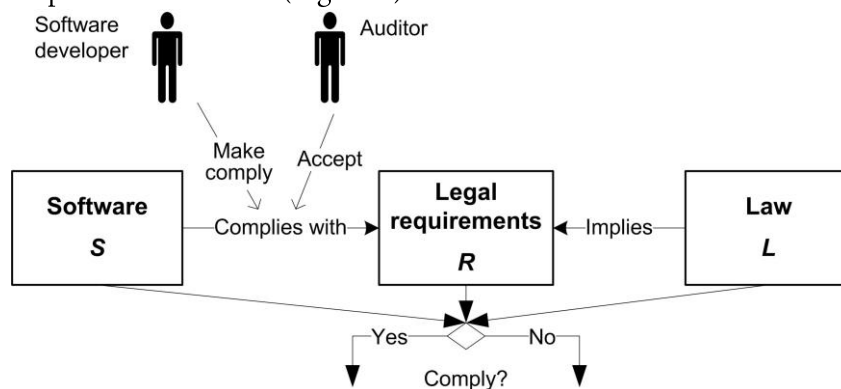 Software
developer
Auditor
Make
comply
Accept
Software
S
Complies with
Legal
requirements
R
Implies
Law
L
Yes
No
Comply?